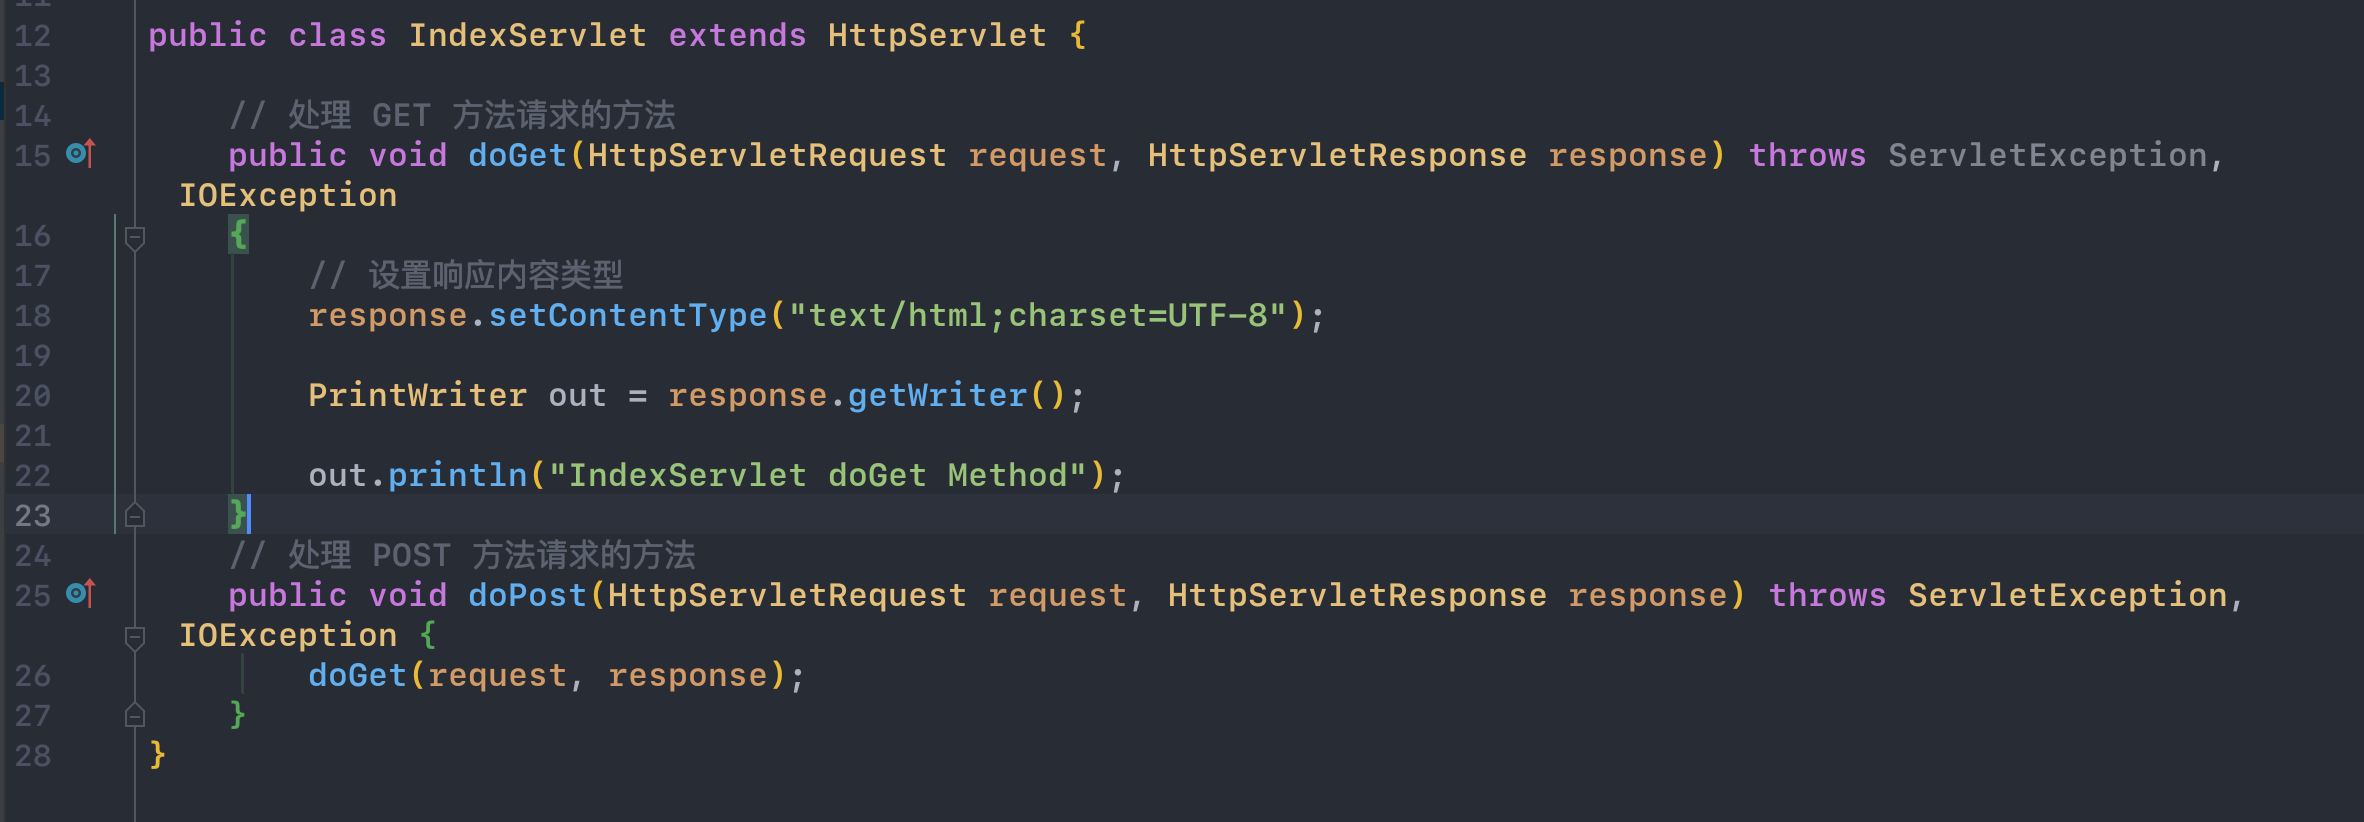 12 public class IndexServlet extends HttpServlet {
13
14 // 处理 GET 方法请求的方法
15 public void doGet(HttpServletRequest request, HttpServletResponse response) throws ServletException,
IOException
16 {
17 // 设置响应内容类型
18 response.setContentType("text/html;charset=UTF-8");
19
20 PrintWriter out = response.getWriter();
21
22 out.println("IndexServlet doGet Method");
23 }
24 // 处理 POST 方法请求的方法
25 public void doPost(HttpServletRequest request, HttpServletResponse response) throws ServletException,
IOException {
26 doGet(request, response);
27 }
28 }